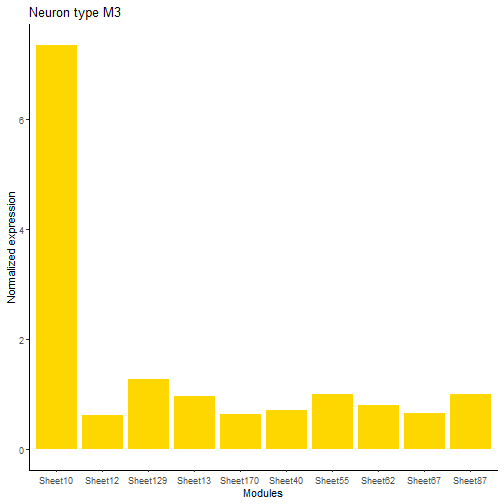 Neuron type M3
Normalized expression
6
4
2
0
Sheet10 Sheet12 Sheet129 Sheet13 Sheet170 Sheet40 Sheet55 Sheet62 Sheet67 Sheet87
Modules